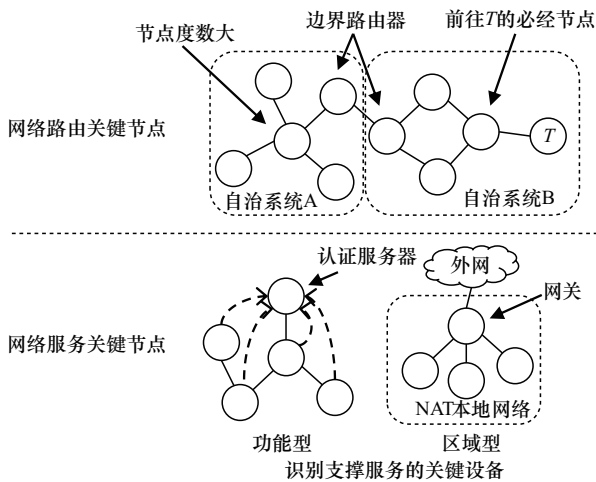 节点度数大
边界路由器
前往T的必经节点
网络路由关键节点
T
自治系统A
自治系统B
认证服务器
外网
网关
网络服务关键节点
NAT本地网络
功能型
区域型
识别支撑服务的关键设备